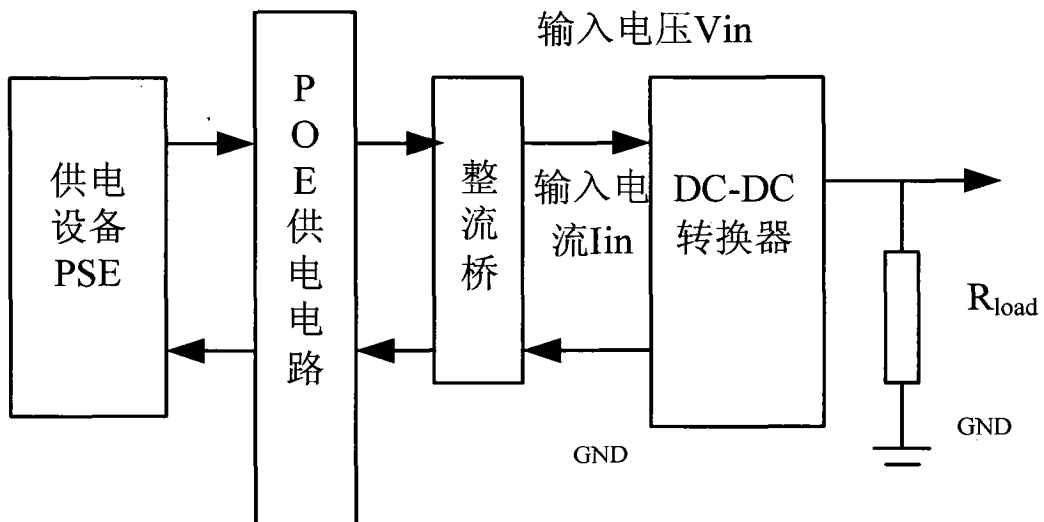 输入电压Vin
供电
设备
PSE
P
O
E
供
电
电
路
整
流
桥
输入电
流Iin
DC-DC
转换器
Rload
GND
GND